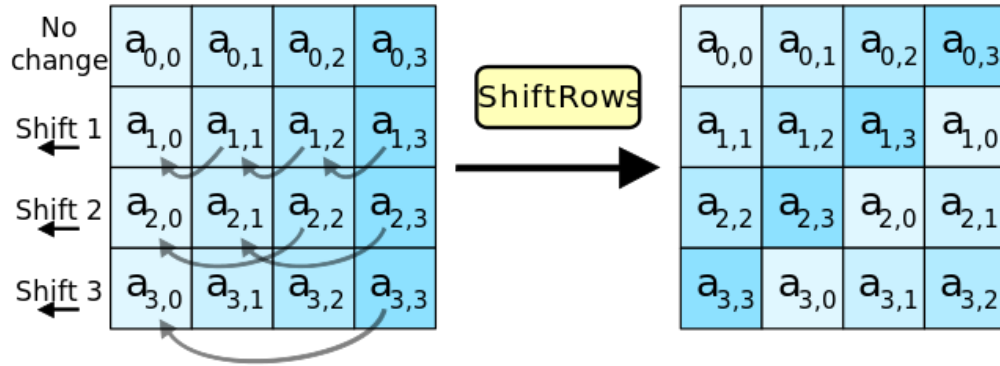 No
change
a0,0 a0,1 a0,2 a0,3
a0,0 a0,1 a0,2 a0,3
ShiftRows
Shift 1
a1,0 a1,1 a1,2 a1,3
a1,1 a1,2 a1,3 a1,0
Shift 2
a2,0 a2,1 a2,2 a2,3
a2,2 a2,3 a2,0 a2,1
Shift 3
a3,0 a3,1 a3,2 a3,3
a3,3 a3,0 a3,1 a3,2